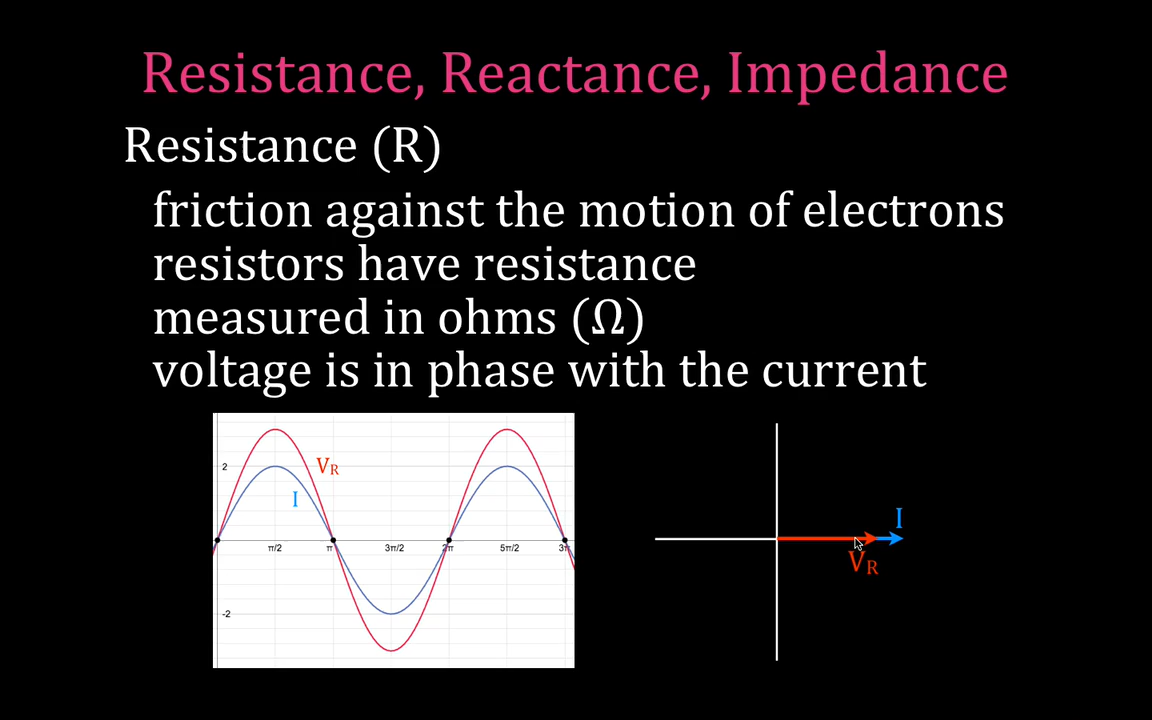 Resistance, Reactance, Impedance
Resistance (R)
friction against the motion of electrons
resistors have resistance
measured in ohms (Ω)
voltage is in phase with the current
2
VR
I
π/2
π
3π/2
2π
5π/2
3π
-2
I
VR